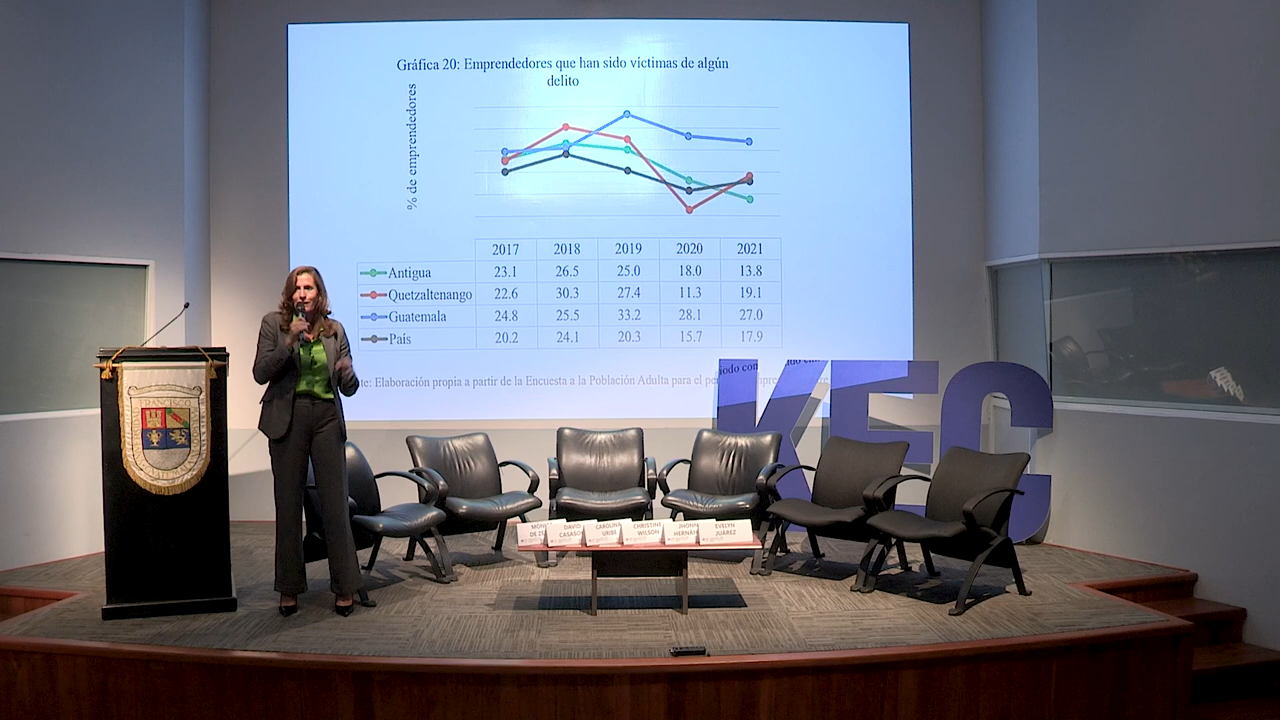 Gráfica 20: Emprendedores que han sido víctimas de algún
delito
% de emprendedores
2017 2018 2019 2020 2021
Antigua 23.1 26.5 25.0 18.0 13.8
Quetzaltenango 22.6 30.3 27.4 11.3 19.1
Guatemala 24.8 25.5 33.2 28.1 27.0
País 20.2 24.1 20.3 15.7 17.9
Elaboración propia a partir de la Encuesta a la Población Adulta para el
KEC
FRANCISCO
DAVID
CAROLINA
URIBE
CHRISTINE
WILSON
EVELYN
JUÁREZ